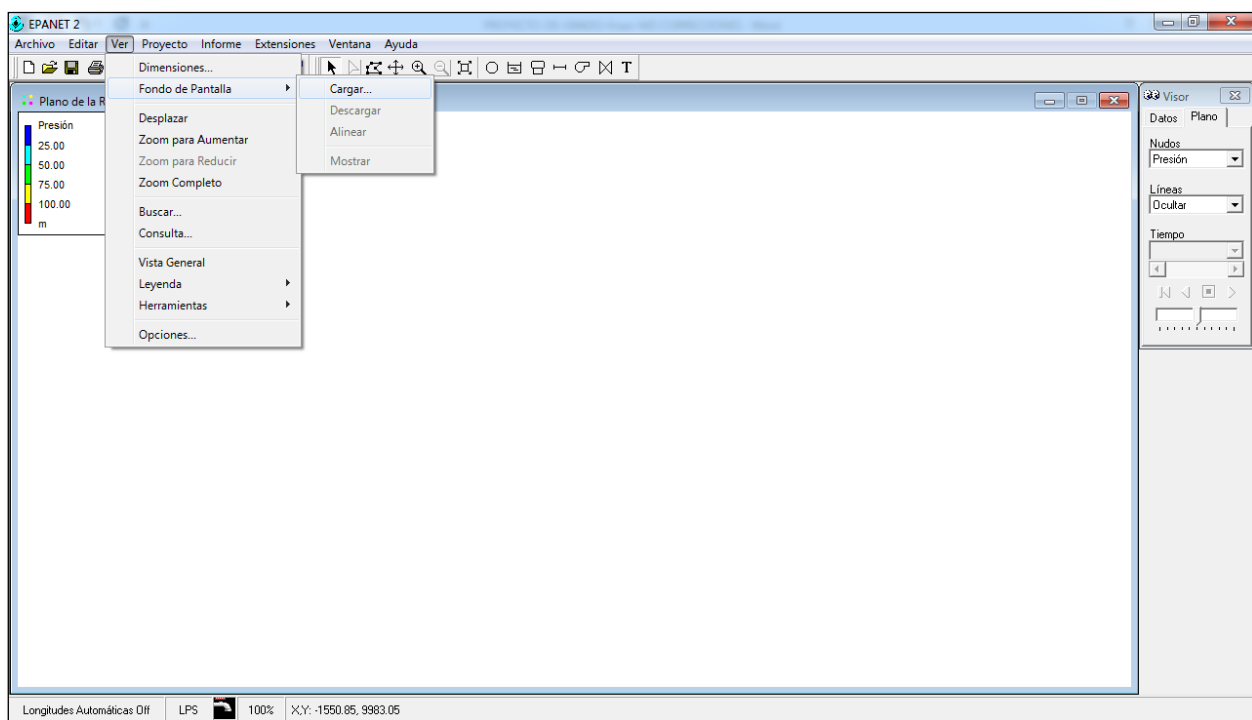 EPANET 2
Archivo Editar Ver Proyecto Informe Extensiones Ventana Ayuda
T
Dimensiones...
Fondo de Pantalla
Desplazar
Zoom para Aumentar
Zoom para Reducir
Zoom Completo
Buscar...
Consulta...
Vista General
Leyenda
Herramientas
Opciones...
Cargar...
Descargar
Alinear
Mostrar
Plano de la R
Presión
25.00
50.00
75.00
100.00
m
Visor
Datos Plano
Nudos
Presión
Líneas
Ocultar
Tiempo
Longitudes Automáticas Off LPS 100% X,Y: -1550.85, 9983.05